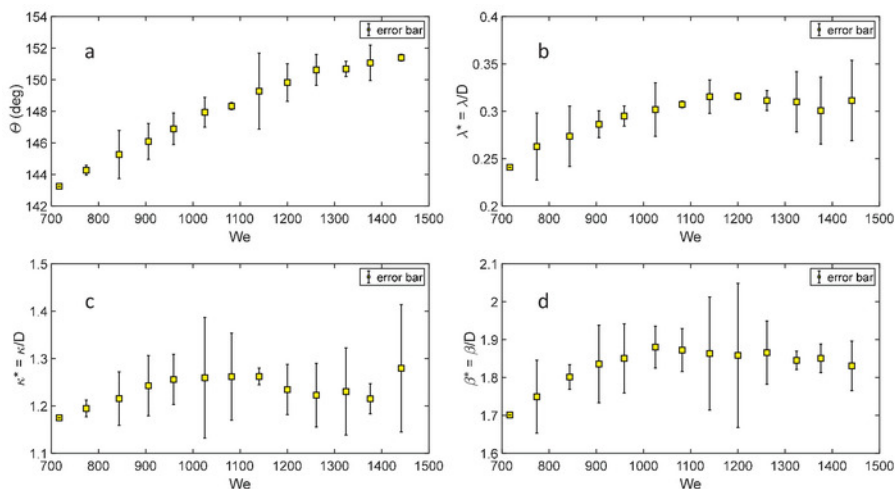 a
error bar
Θ (deg)
154
152
150
148
146
144
142
700 800 900 1000 1100 1200 1300 1400 1500
We
b
error bar
λ* = λ/D
0.4
0.35
0.3
0.25
0.2
700 800 900 1000 1100 1200 1300 1400 1500
We
c
error bar
κ* = κ/D
1.5
1.4
1.3
1.2
1.1
700 800 900 1000 1100 1200 1300 1400 1500
We
d
error bar
β* = β/D
2.1
2
1.9
1.8
1.7
1.6
700 800 900 1000 1100 1200 1300 1400 1500
We